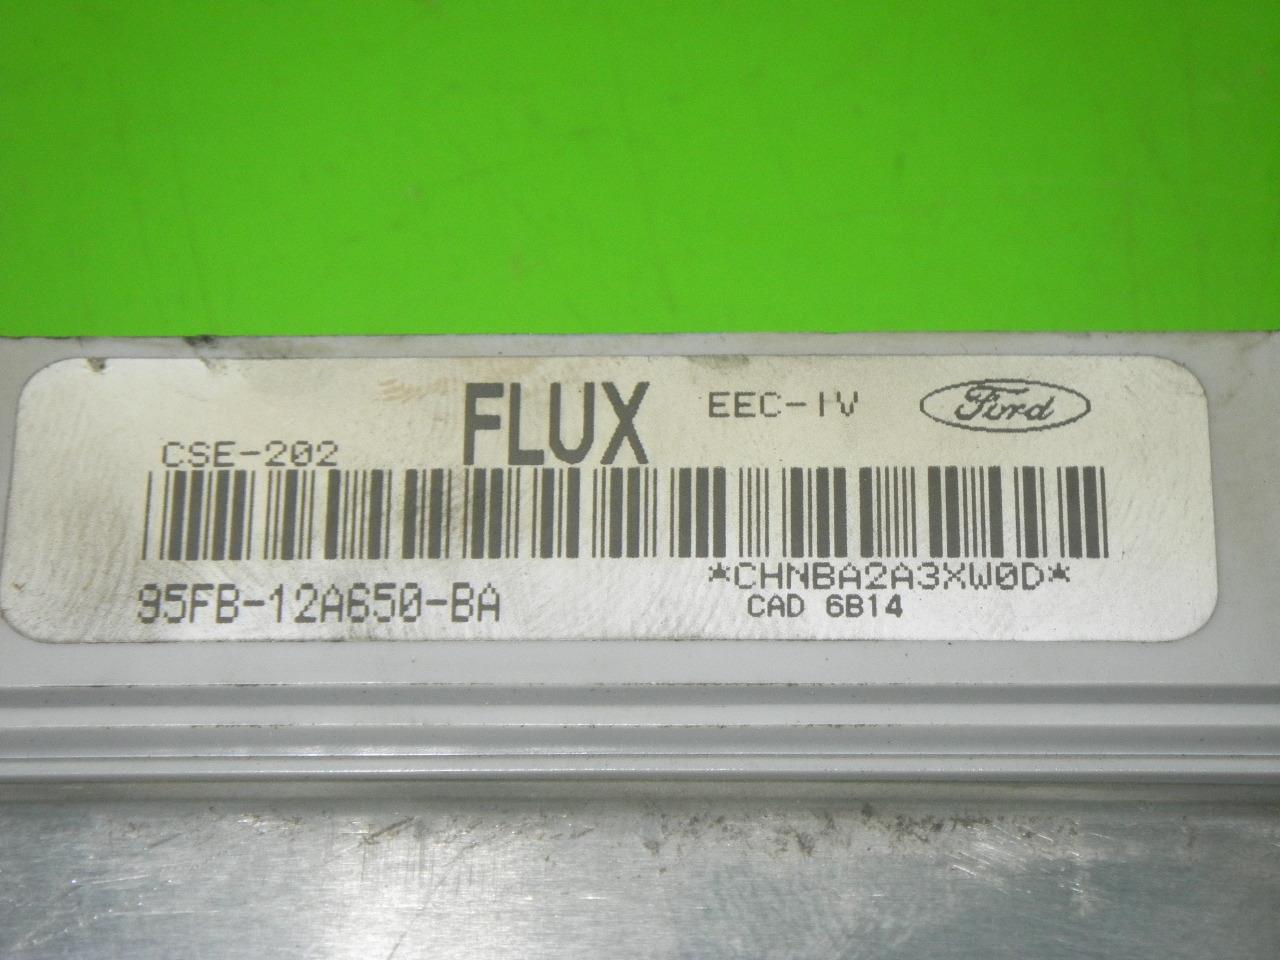 FLUX EEC-IV Ford
CSE-202
*CHNBA2A3XW0D*
95FB-12A650-BA
CAD 6B14